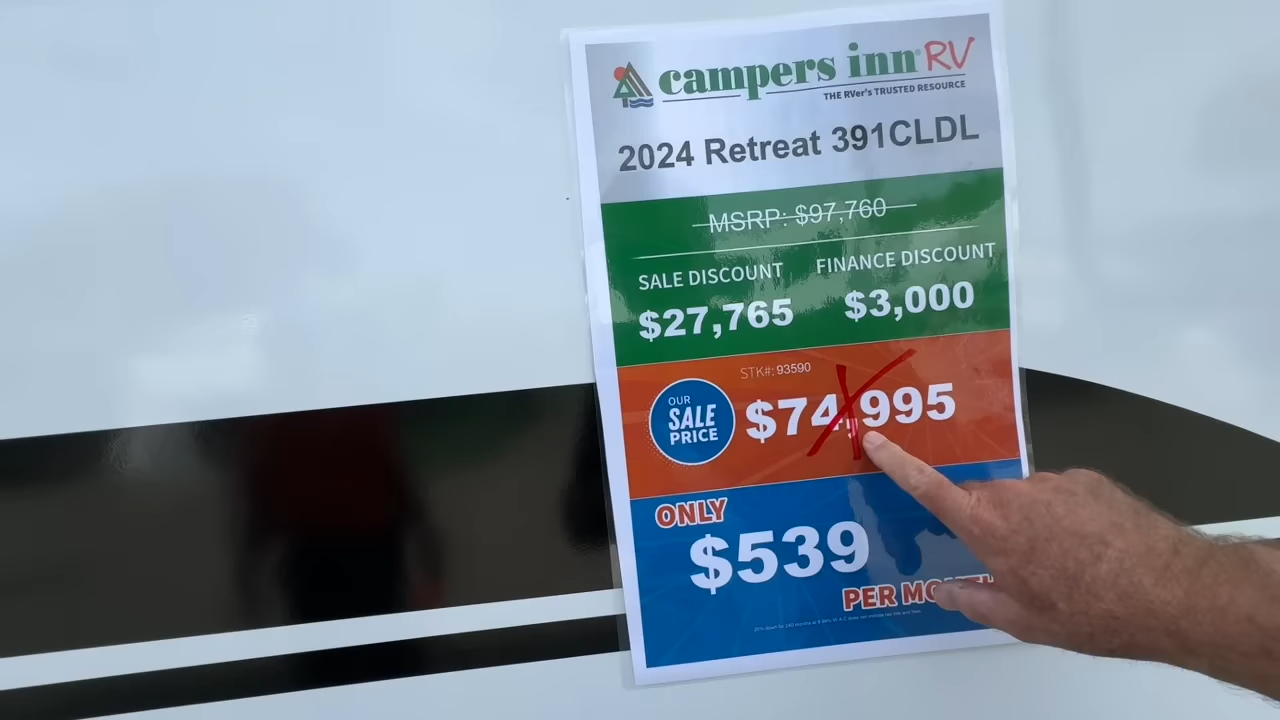 campers inn RV
THE RVer's TRUSTED RESOURCE
2024 Retreat 391CLDL
MSRP: $97,760
SALE DISCOUNT FINANCE DISCOUNT
$27,765 $3,000
STK#: 93590
OUR SALE PRICE $74,995
ONLY
$539
PER